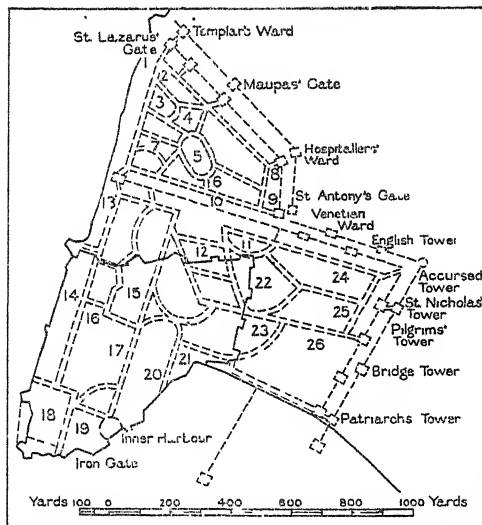 St. Lazarus'
Gate
Templar's Ward
Maupas' Gate
1
2
3
4
5
6
7
8
9
10
Hospitallers'
Ward
St Antony's Gate
Venetian
Ward
English Tower
Accursed
Tower
St. Nicholas'
Tower
Pilgrims'
Tower
Bridge Tower
Patriarchs Tower
11
12
13
14
15
16
17
18
19
20
21
22
23
24
25
26
Inner Harbour
Iron Gate
Yards 100 0 200 400 600 800 1000 Yards